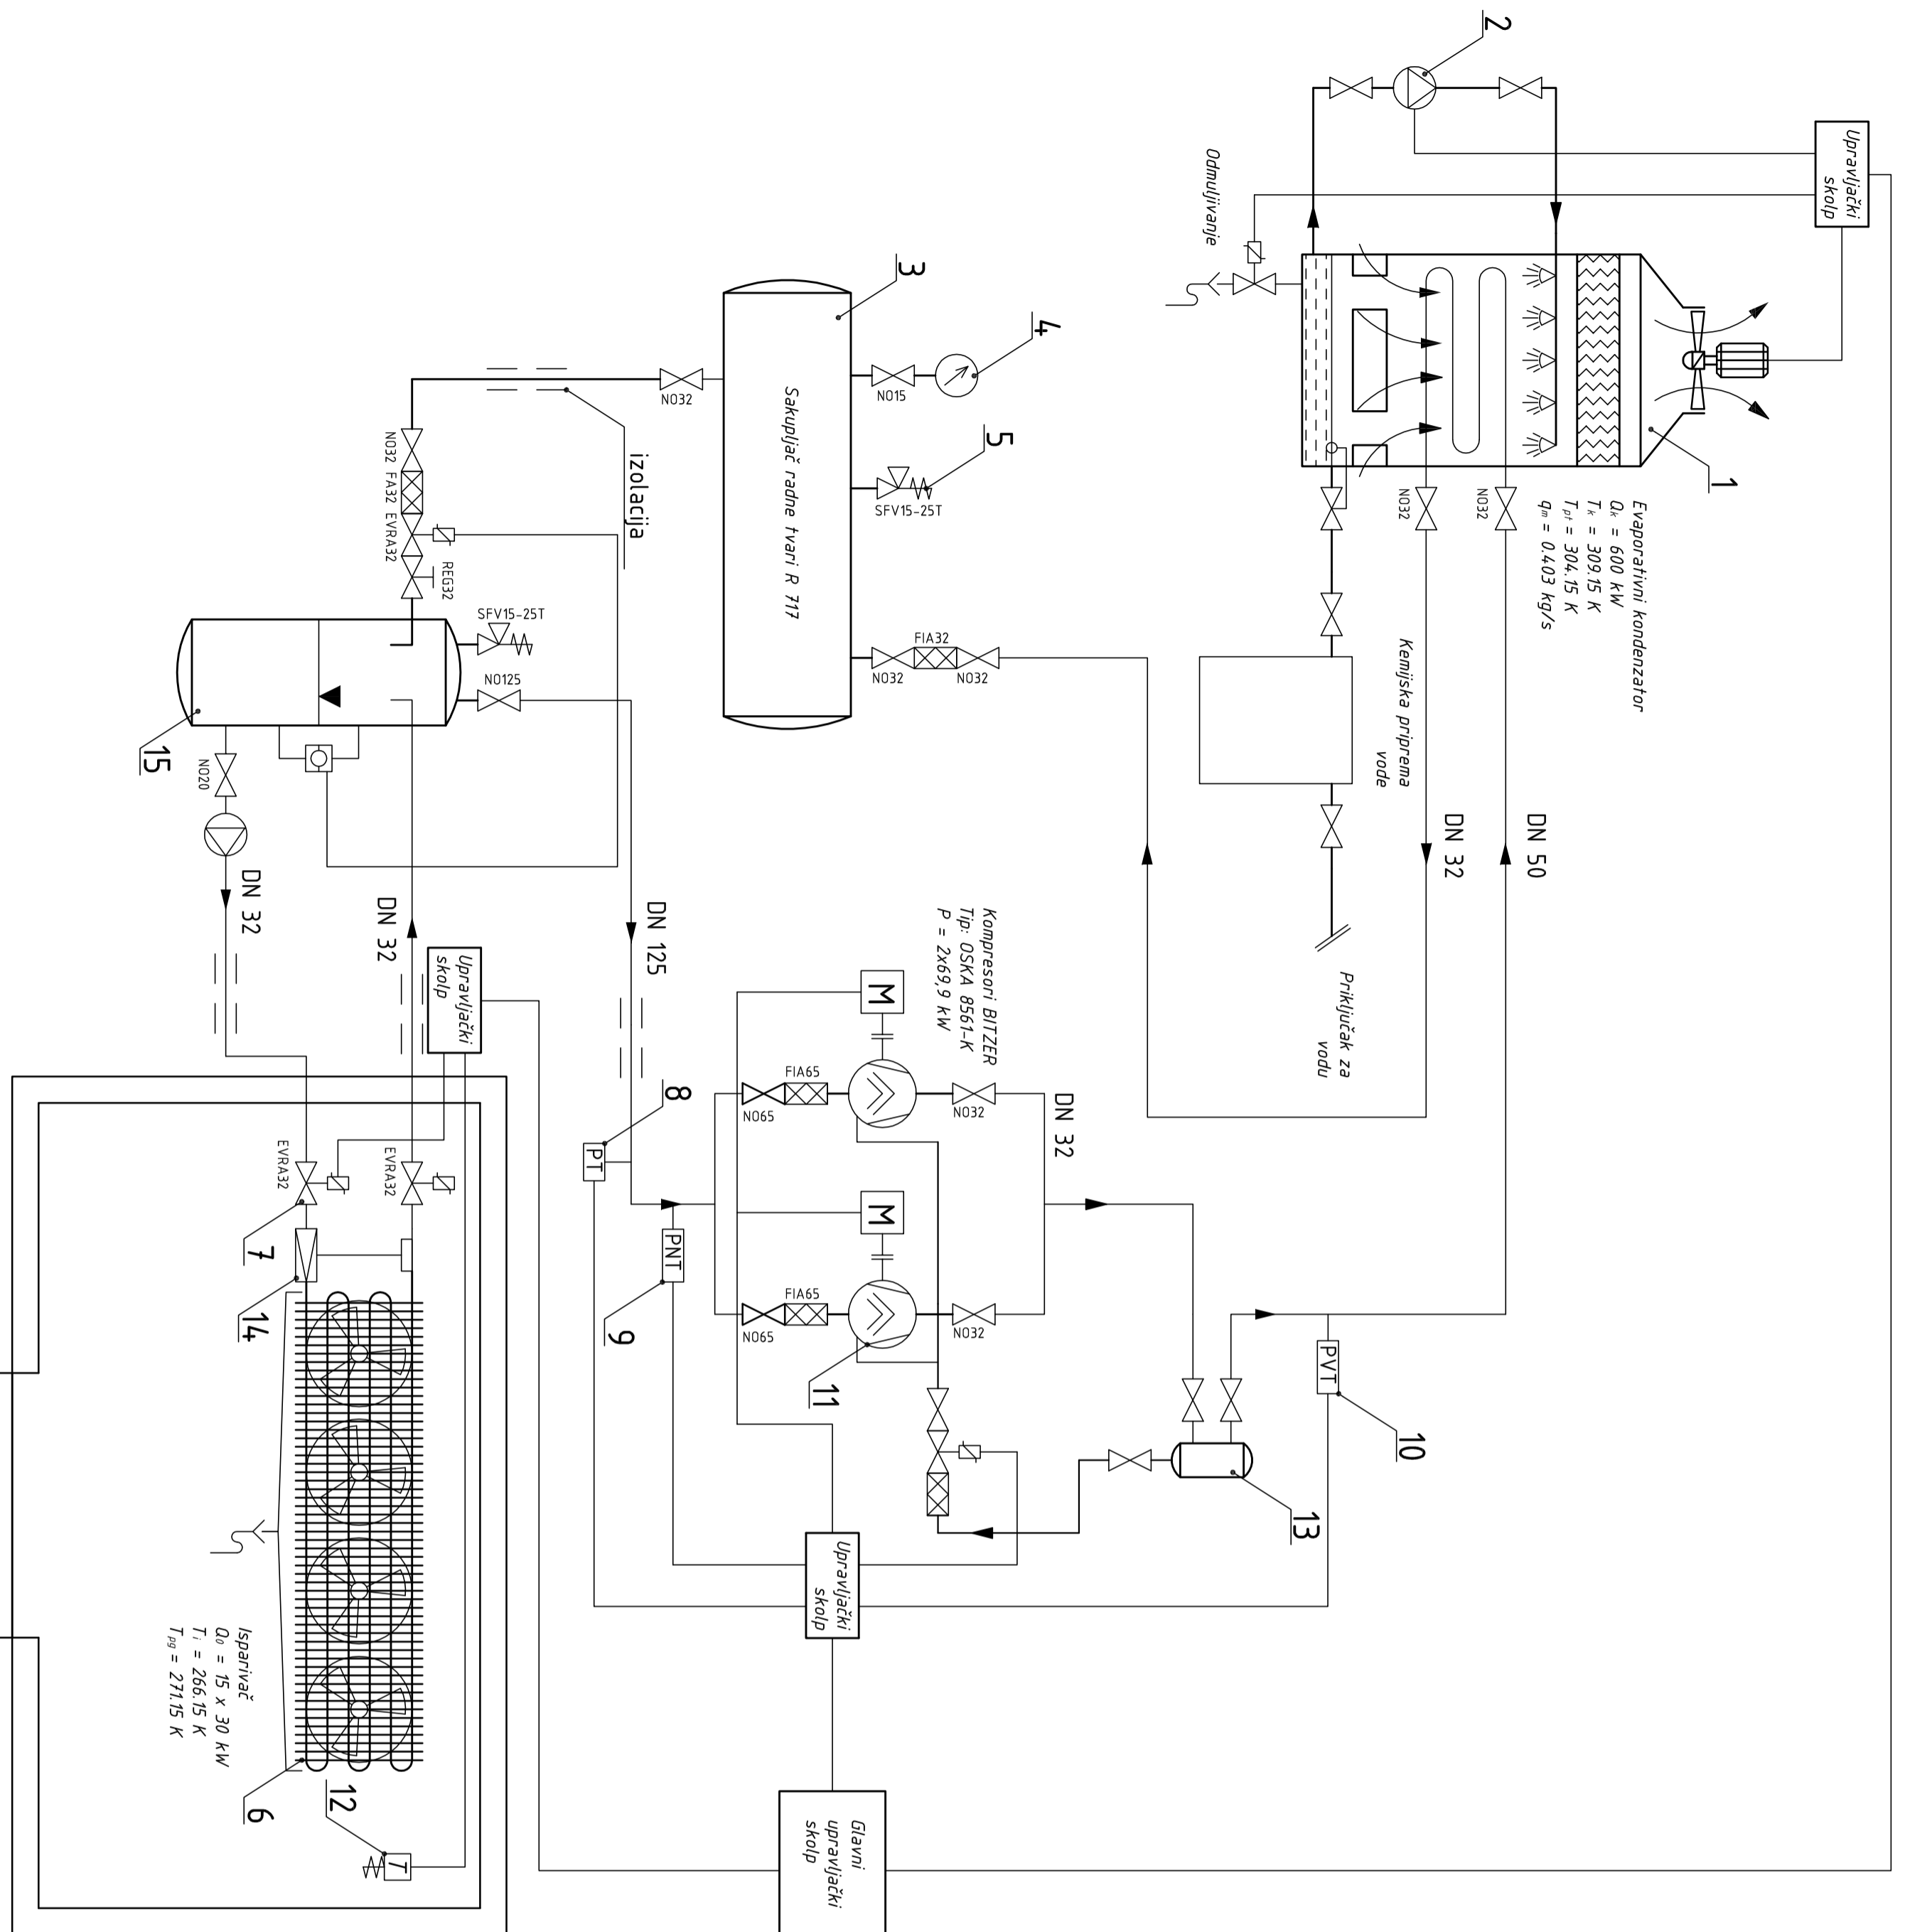 2
Upravljački
skolp
Odmuljivanje
1
Evaporativni kondenzator
Qk = 600 kW
Tk = 309.15 K
Tpt = 304.15 K
qm = 0.403 kg/s
NO32
NO32
Kemijska priprema
vode
DN 50
DN 32
Priključak za
vodu
3
4
5
NO15
SFV15-25T
Sakupljač radne tvari R 717
NO32
FIA32
NO32
NO32
izolacija
NO32
FA32
EVRA32
REG32
SFV15-25T
NO125
15
NO20
DN 32
DN 32
DN 125
Upravljački
skolp
Kompresori BITZER
Tip: OSKA 8561-K
P = 2x69,9 kW
M
FIA65
NO65
NO32
DN 32
8
PT
M
PNT
9
FIA65
NO65
NO32
11
PVT
10
13
Upravljački
skolp
EVRA32
EVRA32
7
14
Isparivač
Q0 = 15 x 30 kW
Ti = 266.15 K
Tpg = 271.15 K
6
12
T
Glavni
upravljački
skolp